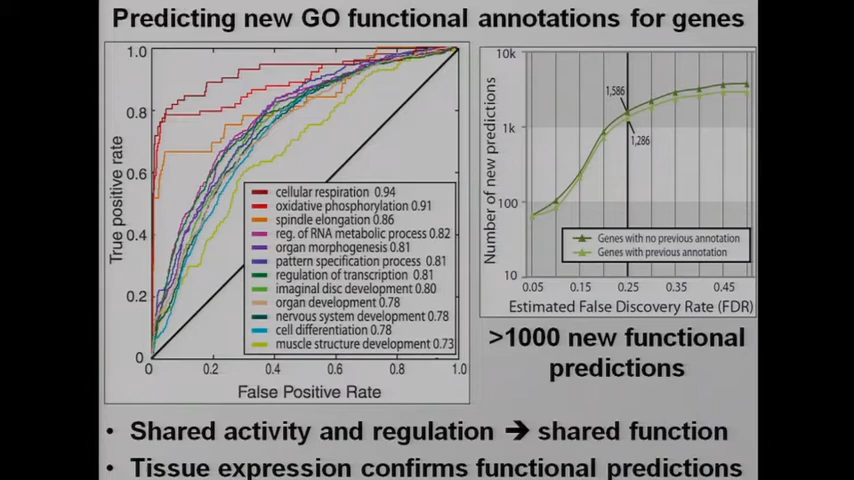 Predicting new GO functional annotations for genes
True positive rate
1.0
0.8
0.6
0.4
0.2
0
0
0.2
0.4
0.6
0.8
1.0
False Positive Rate
cellular respiration 0.94
oxidative phosphorylation 0.91
spindle elongation 0.86
reg. of RNA metabolic process 0.82
organ morphogenesis 0.81
pattern specification process 0.81
regulation of transcription 0.81
imaginal disc development 0.80
organ development 0.78
nervous system development 0.78
cell differentiation 0.78
muscle structure development 0.73
Number of new predictions
10k
1k
100
10
1,586
1,286
Genes with no previous annotation
Genes with previous annotation
0.05
0.15
0.25
0.35
0.45
Estimated False Discovery Rate (FDR)
>1000 new functional
predictions
• Shared activity and regulation ➔ shared function
• Tissue expression confirms functional predictions